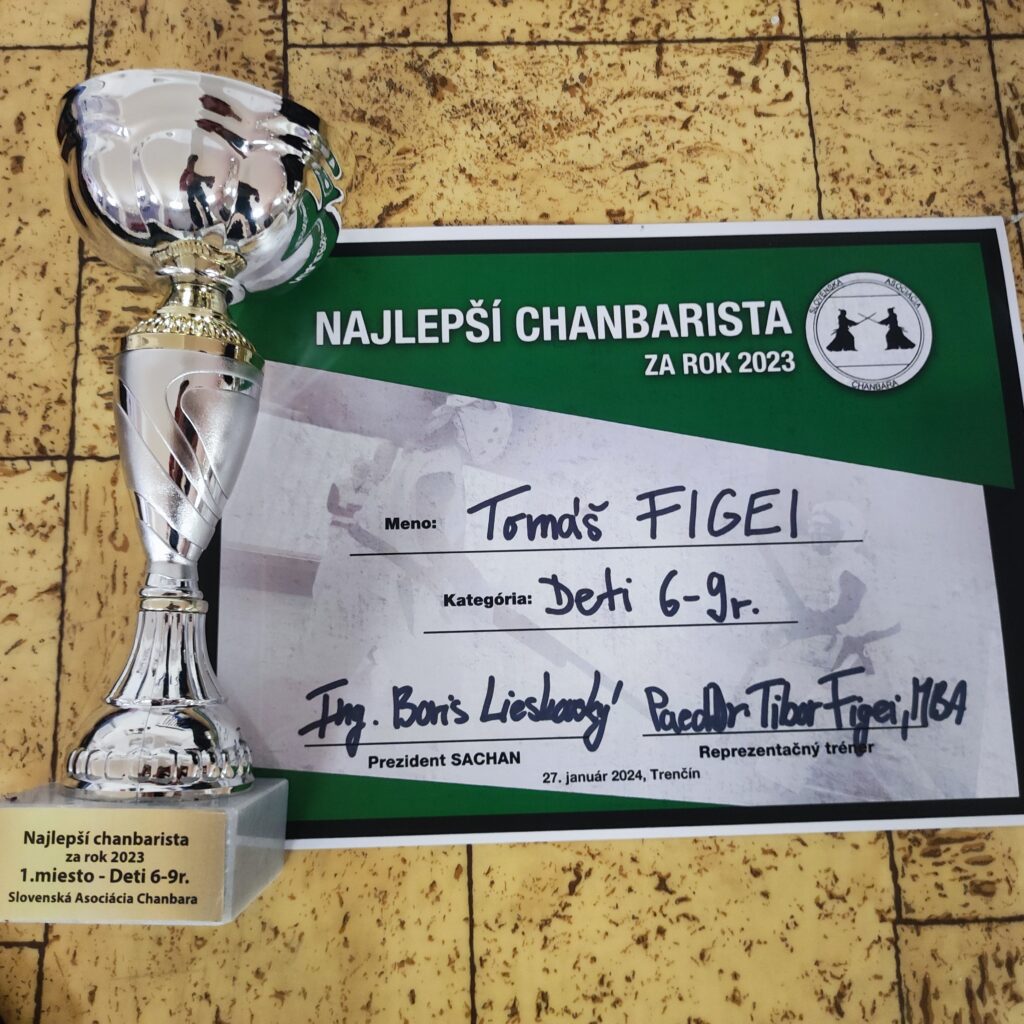 NAJLEPŠÍ CHANBARISTA
ZA ROK 2023
SLOVENSKÁ ASOCIÁCIA
CHANBARA
Meno: Tomáš FIGEI
Kategória: Deti 6-9r.
Ing. Boris Lieskovský
Prezident SACHAN
PaedDr Tibor Figei, MBA
Reprezentačný tréner
27. január 2024, Trenčín
Najlepší chanbarista
za rok 2023
1.miesto - Deti 6-9r.
Slovenská Asociácia Chanbara